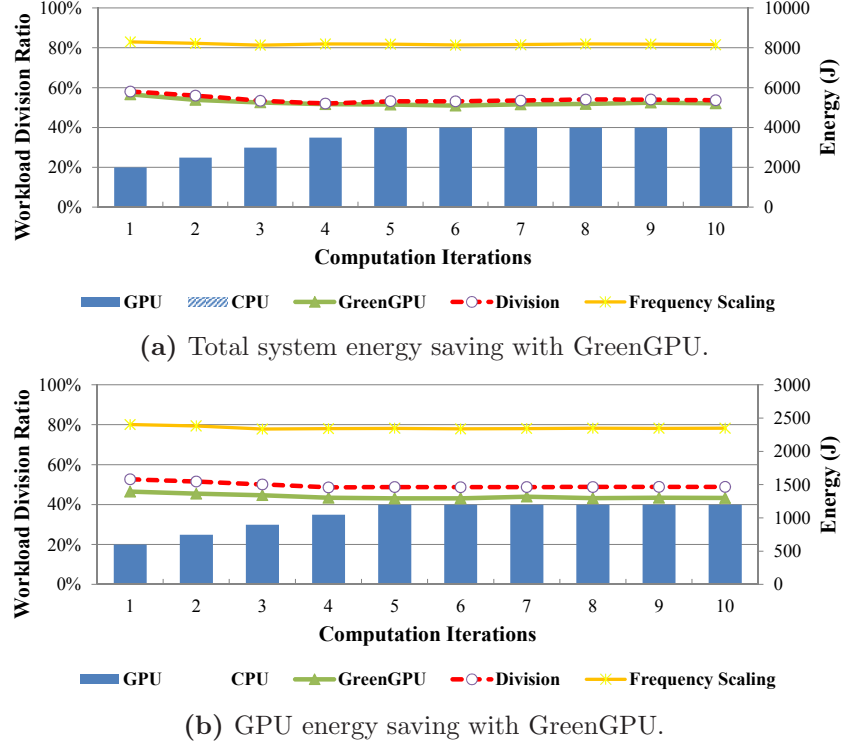 100% 10000
80% 8000
60% 6000
40% 4000
20% 2000
0% 0
Workload Division Ratio
Energy (J)
1 2 3 4 5 6 7 8 9 10
Computation Iterations
GPU CPU GreenGPU Division Frequency Scaling
(a) Total system energy saving with GreenGPU.
100% 3000
80% 2500
60% 2000
40% 1500
20% 1000
0% 500
0
Workload Division Ratio
Energy (J)
1 2 3 4 5 6 7 8 9 10
Computation Iterations
GPU CPU GreenGPU Division Frequency Scaling
(b) GPU energy saving with GreenGPU.